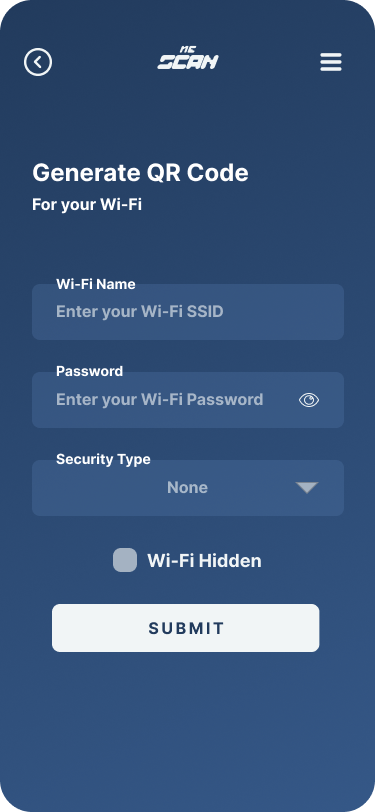 MC
SCAN
Generate QR Code
For your Wi-Fi
Wi-Fi Name
Enter your Wi-Fi SSID
Password
Enter your Wi-Fi Password
Security Type
None
Wi-Fi Hidden
SUBMIT